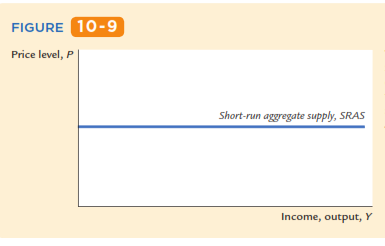 FIGURE 10-9
Price level, P
Short-run aggregate supply, SRAS
Income, output, Y